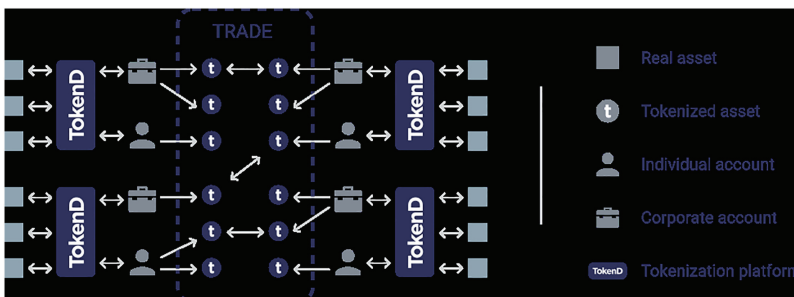 TRADE
TokenD
TokenD
t t
t t
t t
t t
t t
t t
TokenD
TokenD
Real asset
t Tokenized asset
Individual account
Corporate account
TokenD Tokenization platform